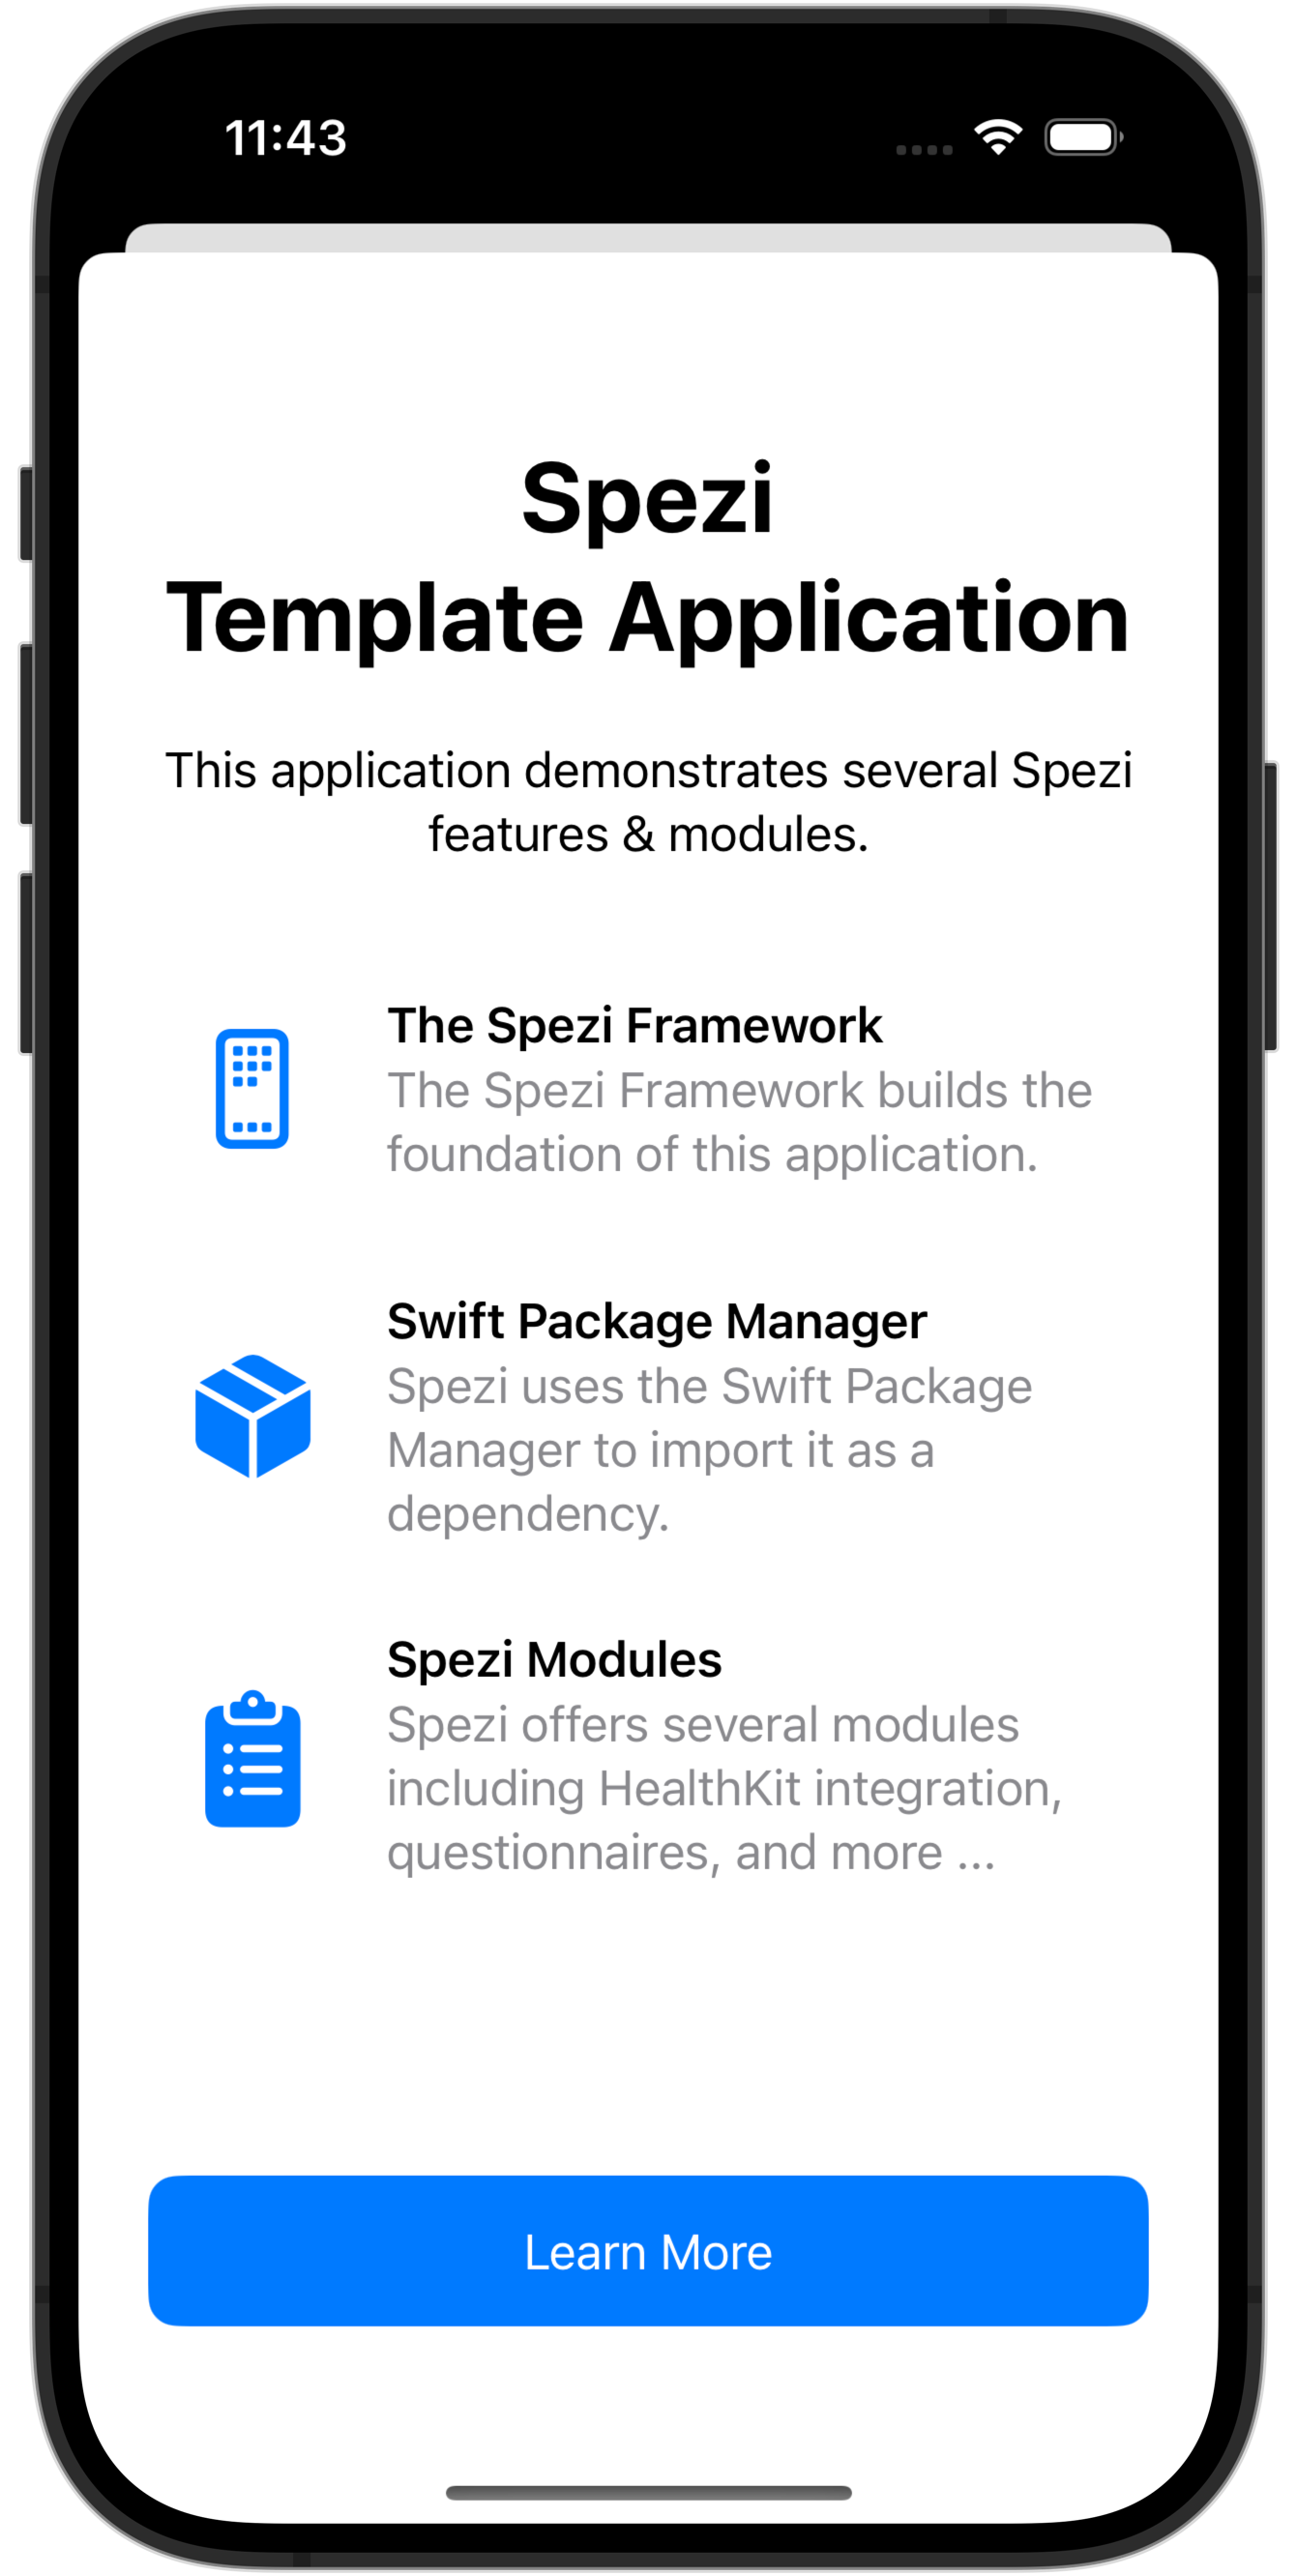 11:43
Spezi
Template Application
This application demonstrates several Spezi
features & modules.
The Spezi Framework
The Spezi Framework builds the
foundation of this application.
Swift Package Manager
Spezi uses the Swift Package
Manager to import it as a
dependency.
Spezi Modules
Spezi offers several modules
including HealthKit integration,
questionnaires, and more ...
Learn More